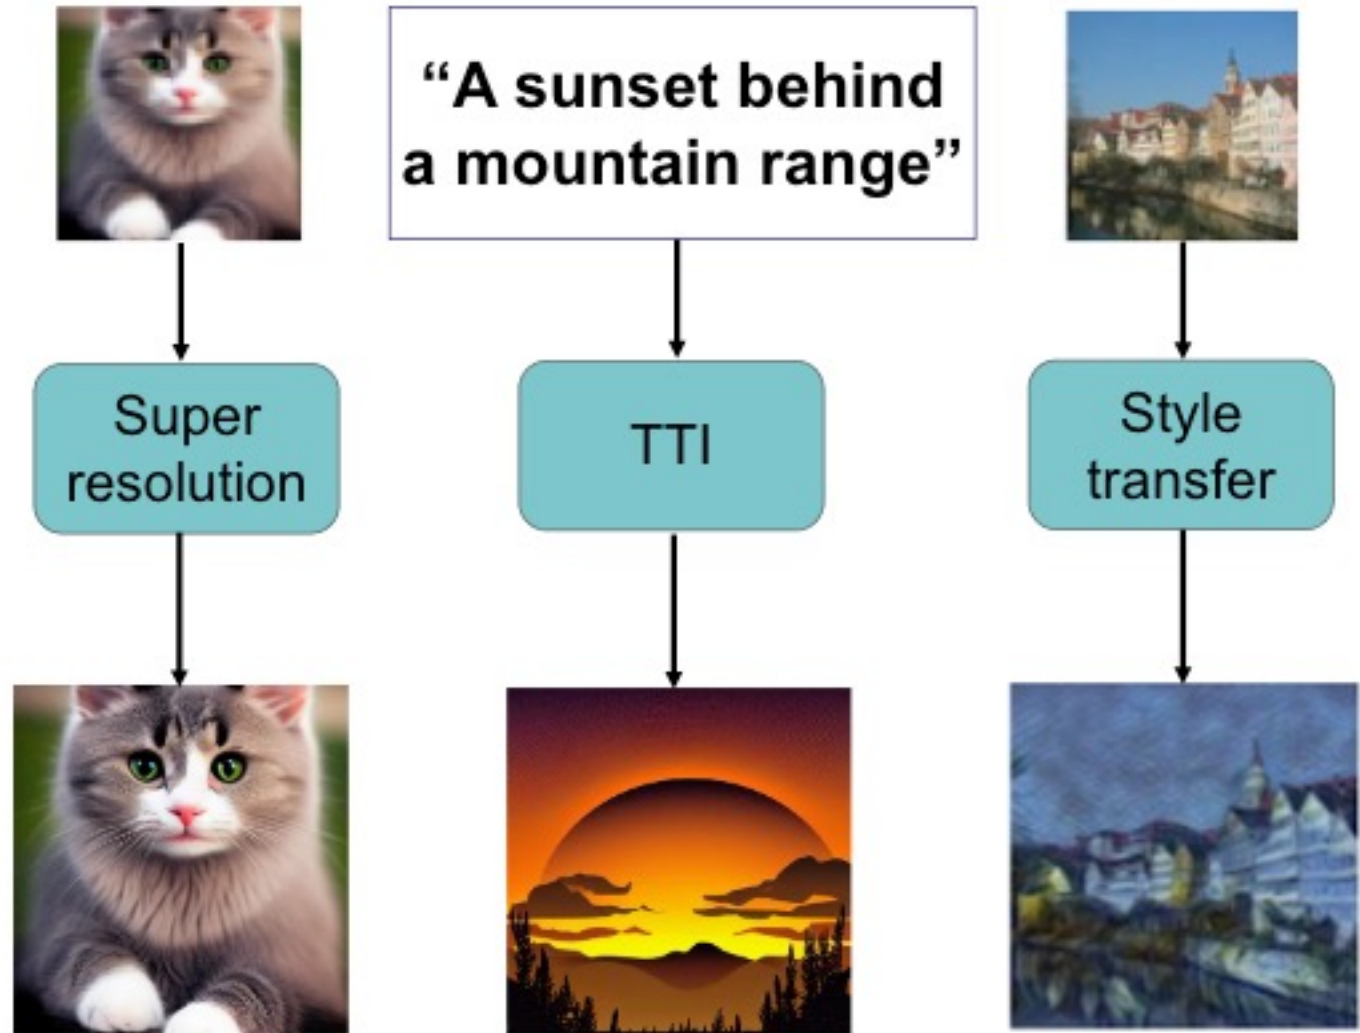 “A sunset behind
a mountain range”
Super
resolution
TTI
Style
transfer